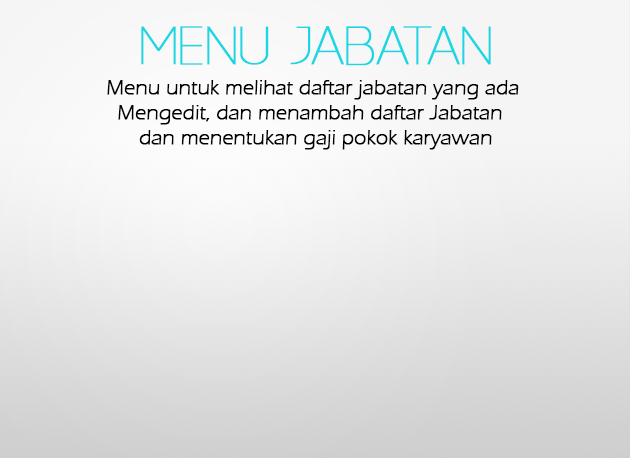 MENU JABATAN
Menu untuk melihat daftar jabatan yang ada
Mengedit, dan menambah daftar Jabatan
dan menentukan gaji pokok karyawan